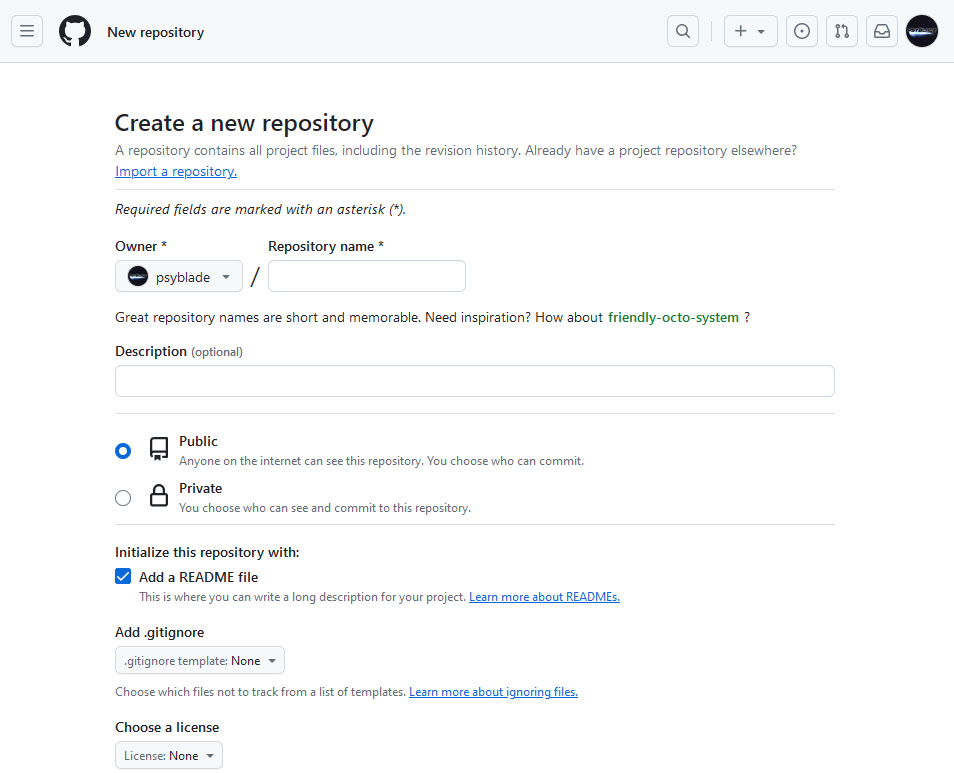 New repository
Create a new repository
A repository contains all project files, including the revision history. Already have a project repository elsewhere?
Import a repository.
Required fields are marked with an asterisk (*).
Owner * Repository name *
psyblade /
Great repository names are short and memorable. Need inspiration? How about friendly-octo-system ?
Description (optional)
Public
Anyone on the internet can see this repository. You choose who can commit.
Private
You choose who can see and commit to this repository.
Initialize this repository with:
Add a README file
This is where you can write a long description for your project. Learn more about READMEs.
Add .gitignore
.gitignore template: None
Choose which files not to track from a list of templates. Learn more about ignoring files.
Choose a license
License: None